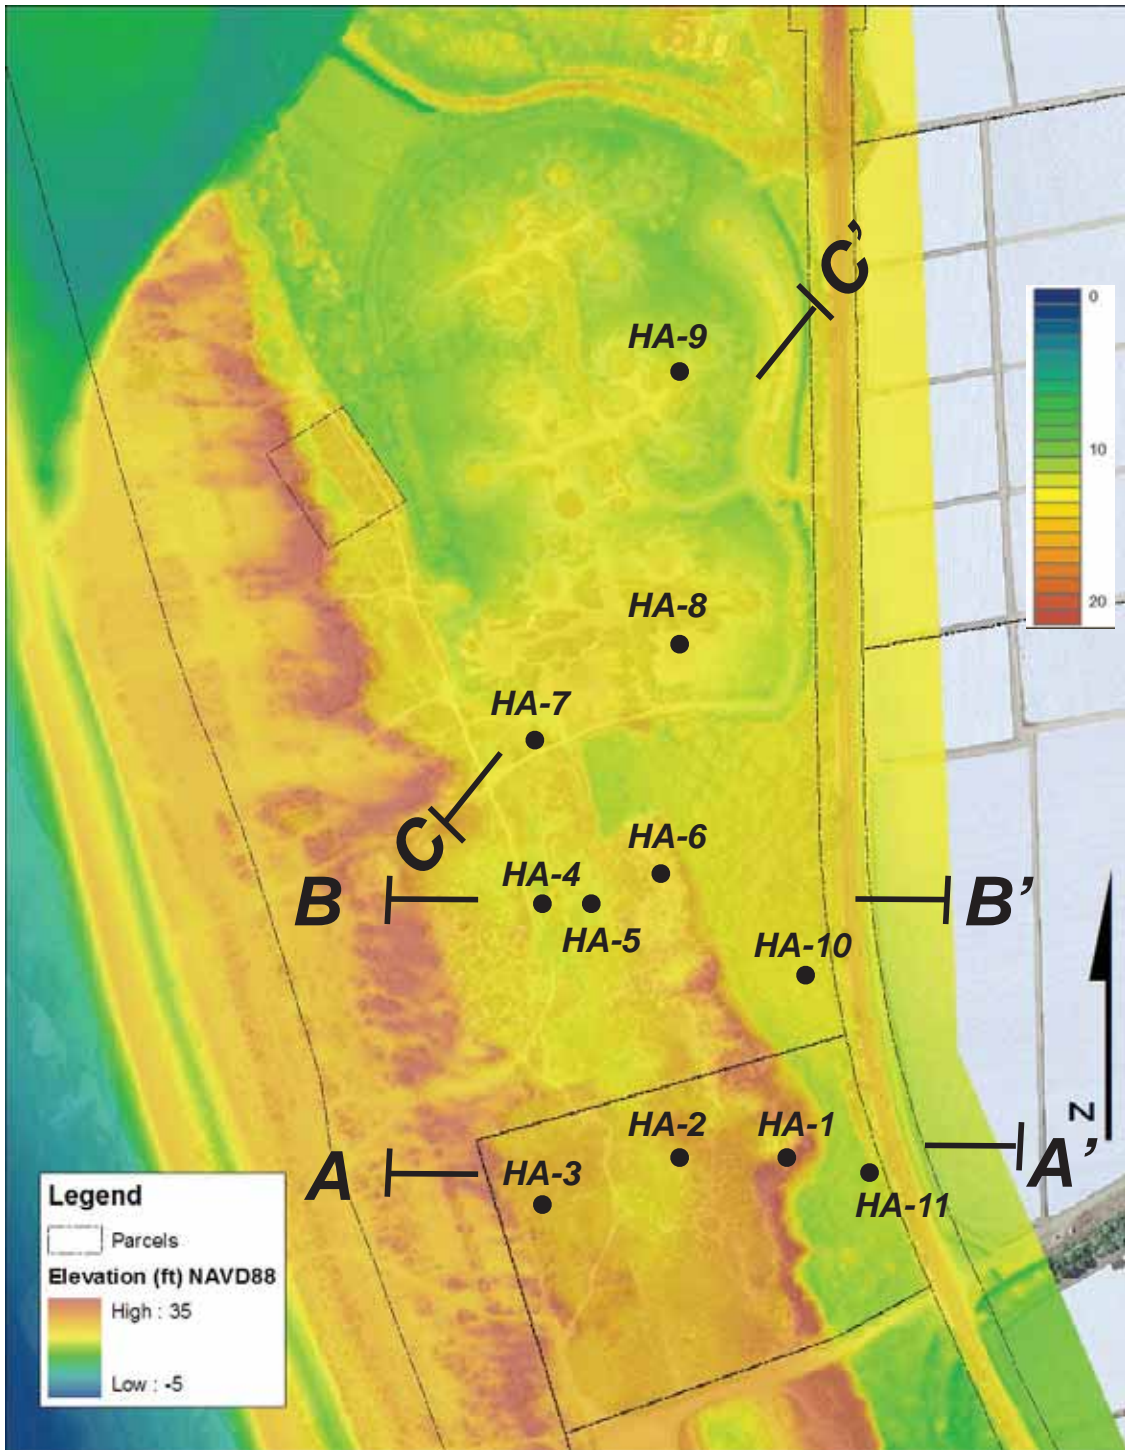 C’
0
HA-9
10
20
HA-8
HA-7
C
HA-6
B
HA-4
B’
HA-5
HA-10
Z
HA-2
HA-1
A’
A
HA-3
HA-11
Legend
Parcels
Elevation (ft) NAVD88
High : 35
Low : -5